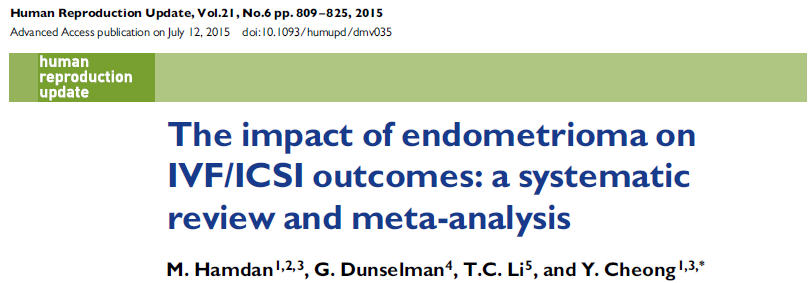 Human Reproduction Update, Vol.21, No.6 pp. 809–825, 2015
Advanced Access publication on July 12, 2015 doi:10.1093/humupd/dmv035
human
reproduction
update
The impact of endometrioma on
IVF/ICSI outcomes: a systematic
review and meta-analysis
M. Hamdan1,2,3, G. Dunselman4, T.C. Li5, and Y. Cheong1,3,*